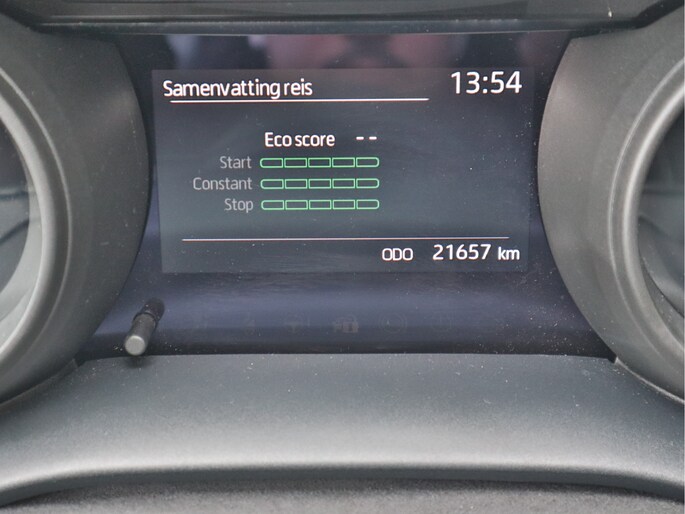 Samenvatting reis 13:54
Eco score --
Start
Constant
Stop
ODO 21657 km